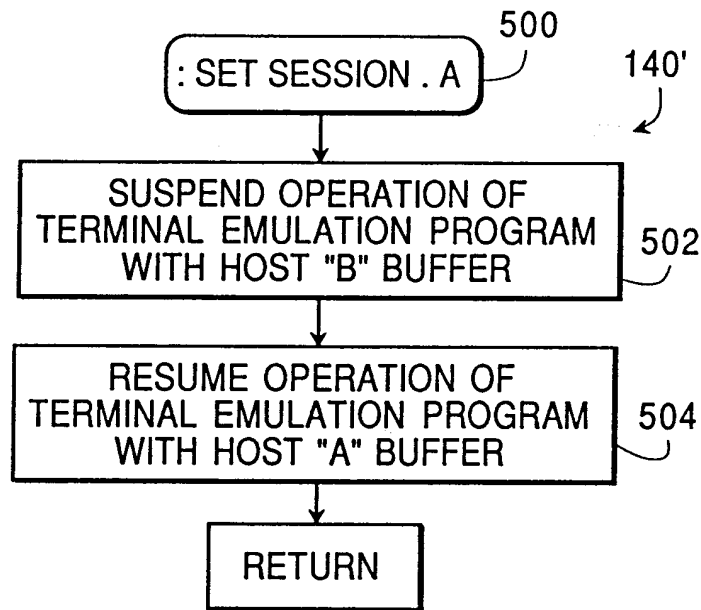 500
: SET SESSION . A
140'
SUSPEND OPERATION OF
TERMINAL EMULATION PROGRAM
WITH HOST "B" BUFFER
502
RESUME OPERATION OF
TERMINAL EMULATION PROGRAM
WITH HOST "A" BUFFER
504
RETURN